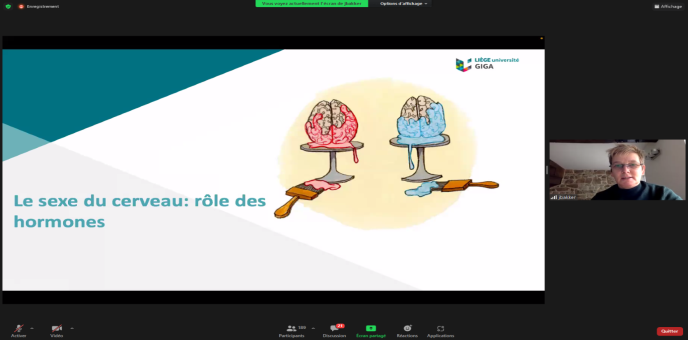 Enregistrement
Vous voyez actuellement l'écran de jbakker
Options d'affichage
Affichage
LIÈGE université
GIGA
Le sexe du cerveau: rôle des
hormones
jbakker
Vidéo
Participants
Discussion
Écran partagé
Réactions
Applications
Quitter